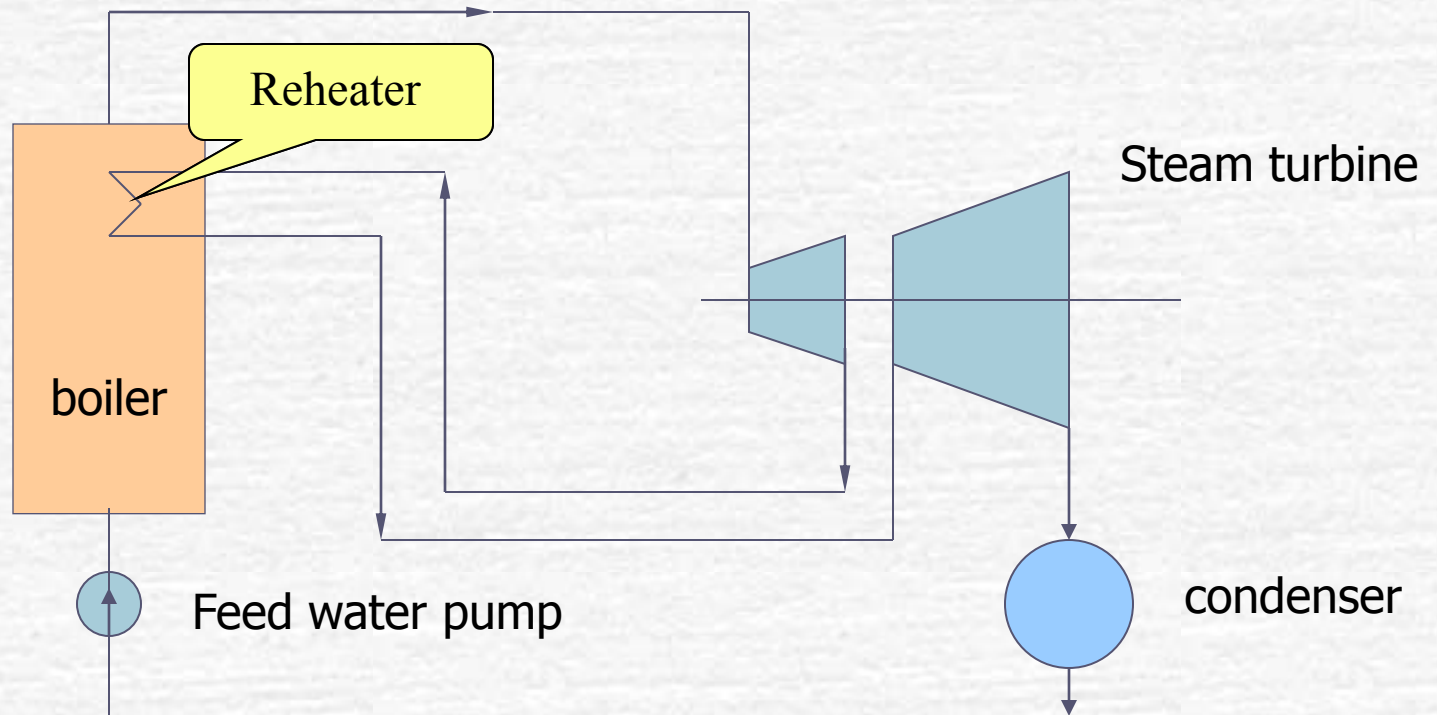 Reheater
Steam turbine
boiler
Feed water pump
condenser